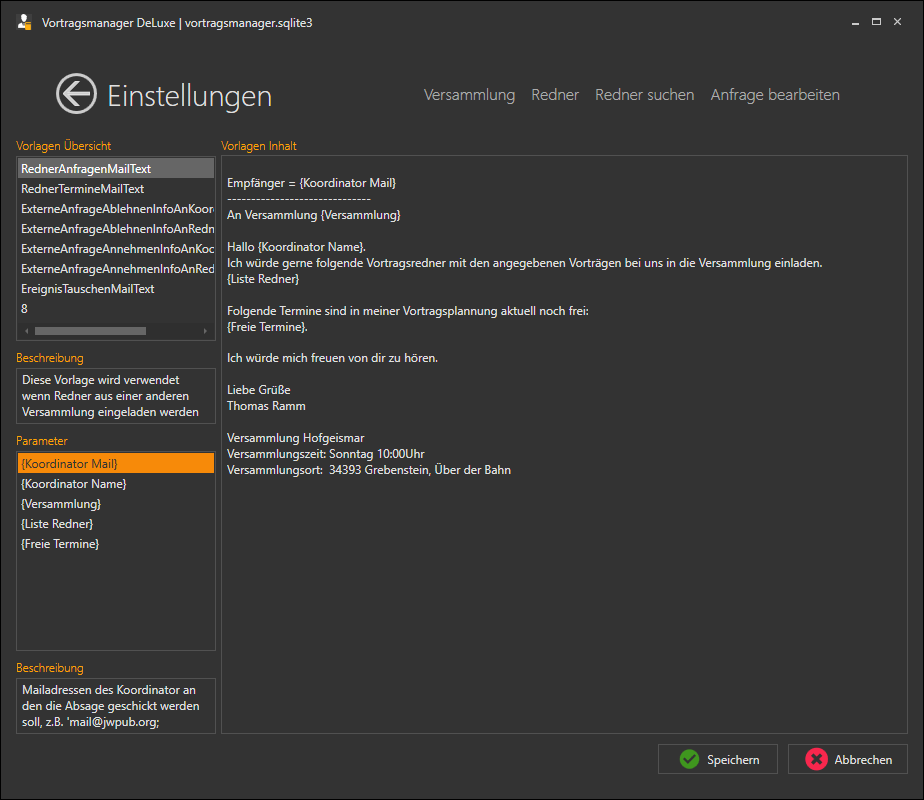 Vortragsmanager DeLuxe | vortragsmanager.sqlite3
Einstellungen
Versammlung Redner Redner suchen Anfrage bearbeiten
Vorlagen Übersicht
RednerAnfragenMailText
RednerTermineMailText
ExterneAnfrageAblehnenInfoAnKoor
ExterneAnfrageAblehnenInfoAnRedn
ExterneAnfrageAnnehmenInfoAnKoc
ExterneAnfrageAnnehmenInfoAnRed
EreignisTauschenMailText
8
Beschreibung
Diese Vorlage wird verwendet
wenn Redner aus einer anderen
Versammlung eingeladen werden
Parameter
{Koordinator Mail}
{Koordinator Name}
{Versammlung}
{Liste Redner}
{Freie Termine}
Beschreibung
Mailadressen des Koordinator an
den die Absage geschickt werden
soll, z.B. 'mail@jwpub.org;
Vorlagen Inhalt
Empfänger = {Koordinator Mail}
------------------------------
An Versammlung {Versammlung}
Hallo {Koordinator Name}.
Ich würde gerne folgende Vortragsredner mit den angegebenen Vorträgen bei uns in die Versammlung einladen.
{Liste Redner}
Folgende Termine sind in meiner Vortragsplannung aktuell noch frei:
{Freie Termine}.
Ich würde mich freuen von dir zu hören.
Liebe Grüße
Thomas Ramm
Versammlung Hofgeismar
Versammlungszeit: Sonntag 10:00Uhr
Versammlungsort:  34393 Grebenstein, Über der Bahn
Speichern
Abbrechen